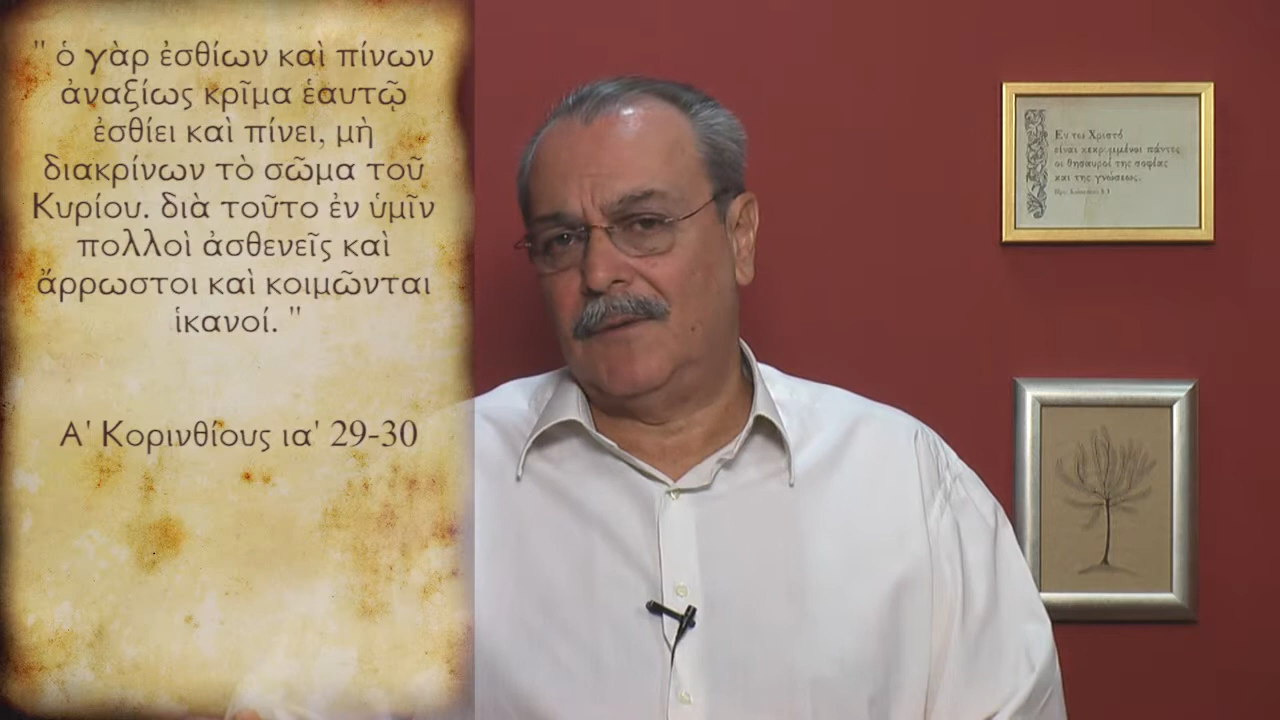 " ὁ γὰρ ἐσθίων καὶ πίνων
ἀναξίως κρῖμα ἑαυτῷ
ἐσθίει καὶ πίνει, μὴ
διακρίνων τὸ σῶμα τοῦ
Κυρίου. διὰ τοῦτο ἐν ὑμῖν
πολλοὶ ἀσθενεῖς καὶ
ἄρρωστοι καὶ κοιμῶνται
ἱκανοί. "
Α' Κορινθίους ια' 29-30
Εν τω Χριστό
είναι κεκρυμμένοι πάντες
οι θησαυροί της σοφίας
και της γνώσεως.